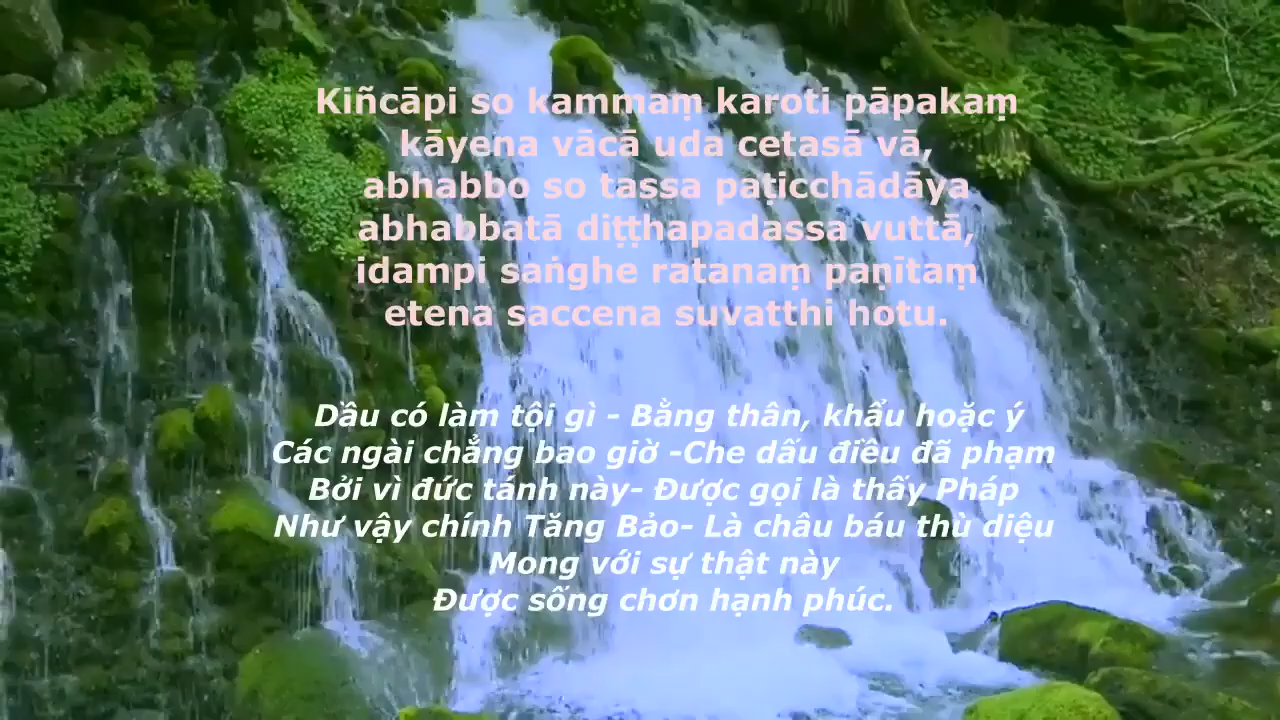 Kiñcāpi so kammaṃ karoti pāpakaṃ
kāyena vācā uda cetasā vā,
abhabbo so tassa paṭicchādāya
abhabbatā diṭṭhapadassa vuttā,
idampi saṅghe ratanaṃ paṇītaṃ
etena saccena suvatthi hotu.
Dầu có làm tội gì - Bằng thân, khẩu hoặc ý
Các ngài chẳng bao giờ -Che dấu điều đã phạm
Bởi vì đức tánh này- Được gọi là thấy Pháp
Như vậy chính Tăng Bảo- Là châu báu thù diệu
Mong với sự thật này
Được sống chơn hạnh phúc.